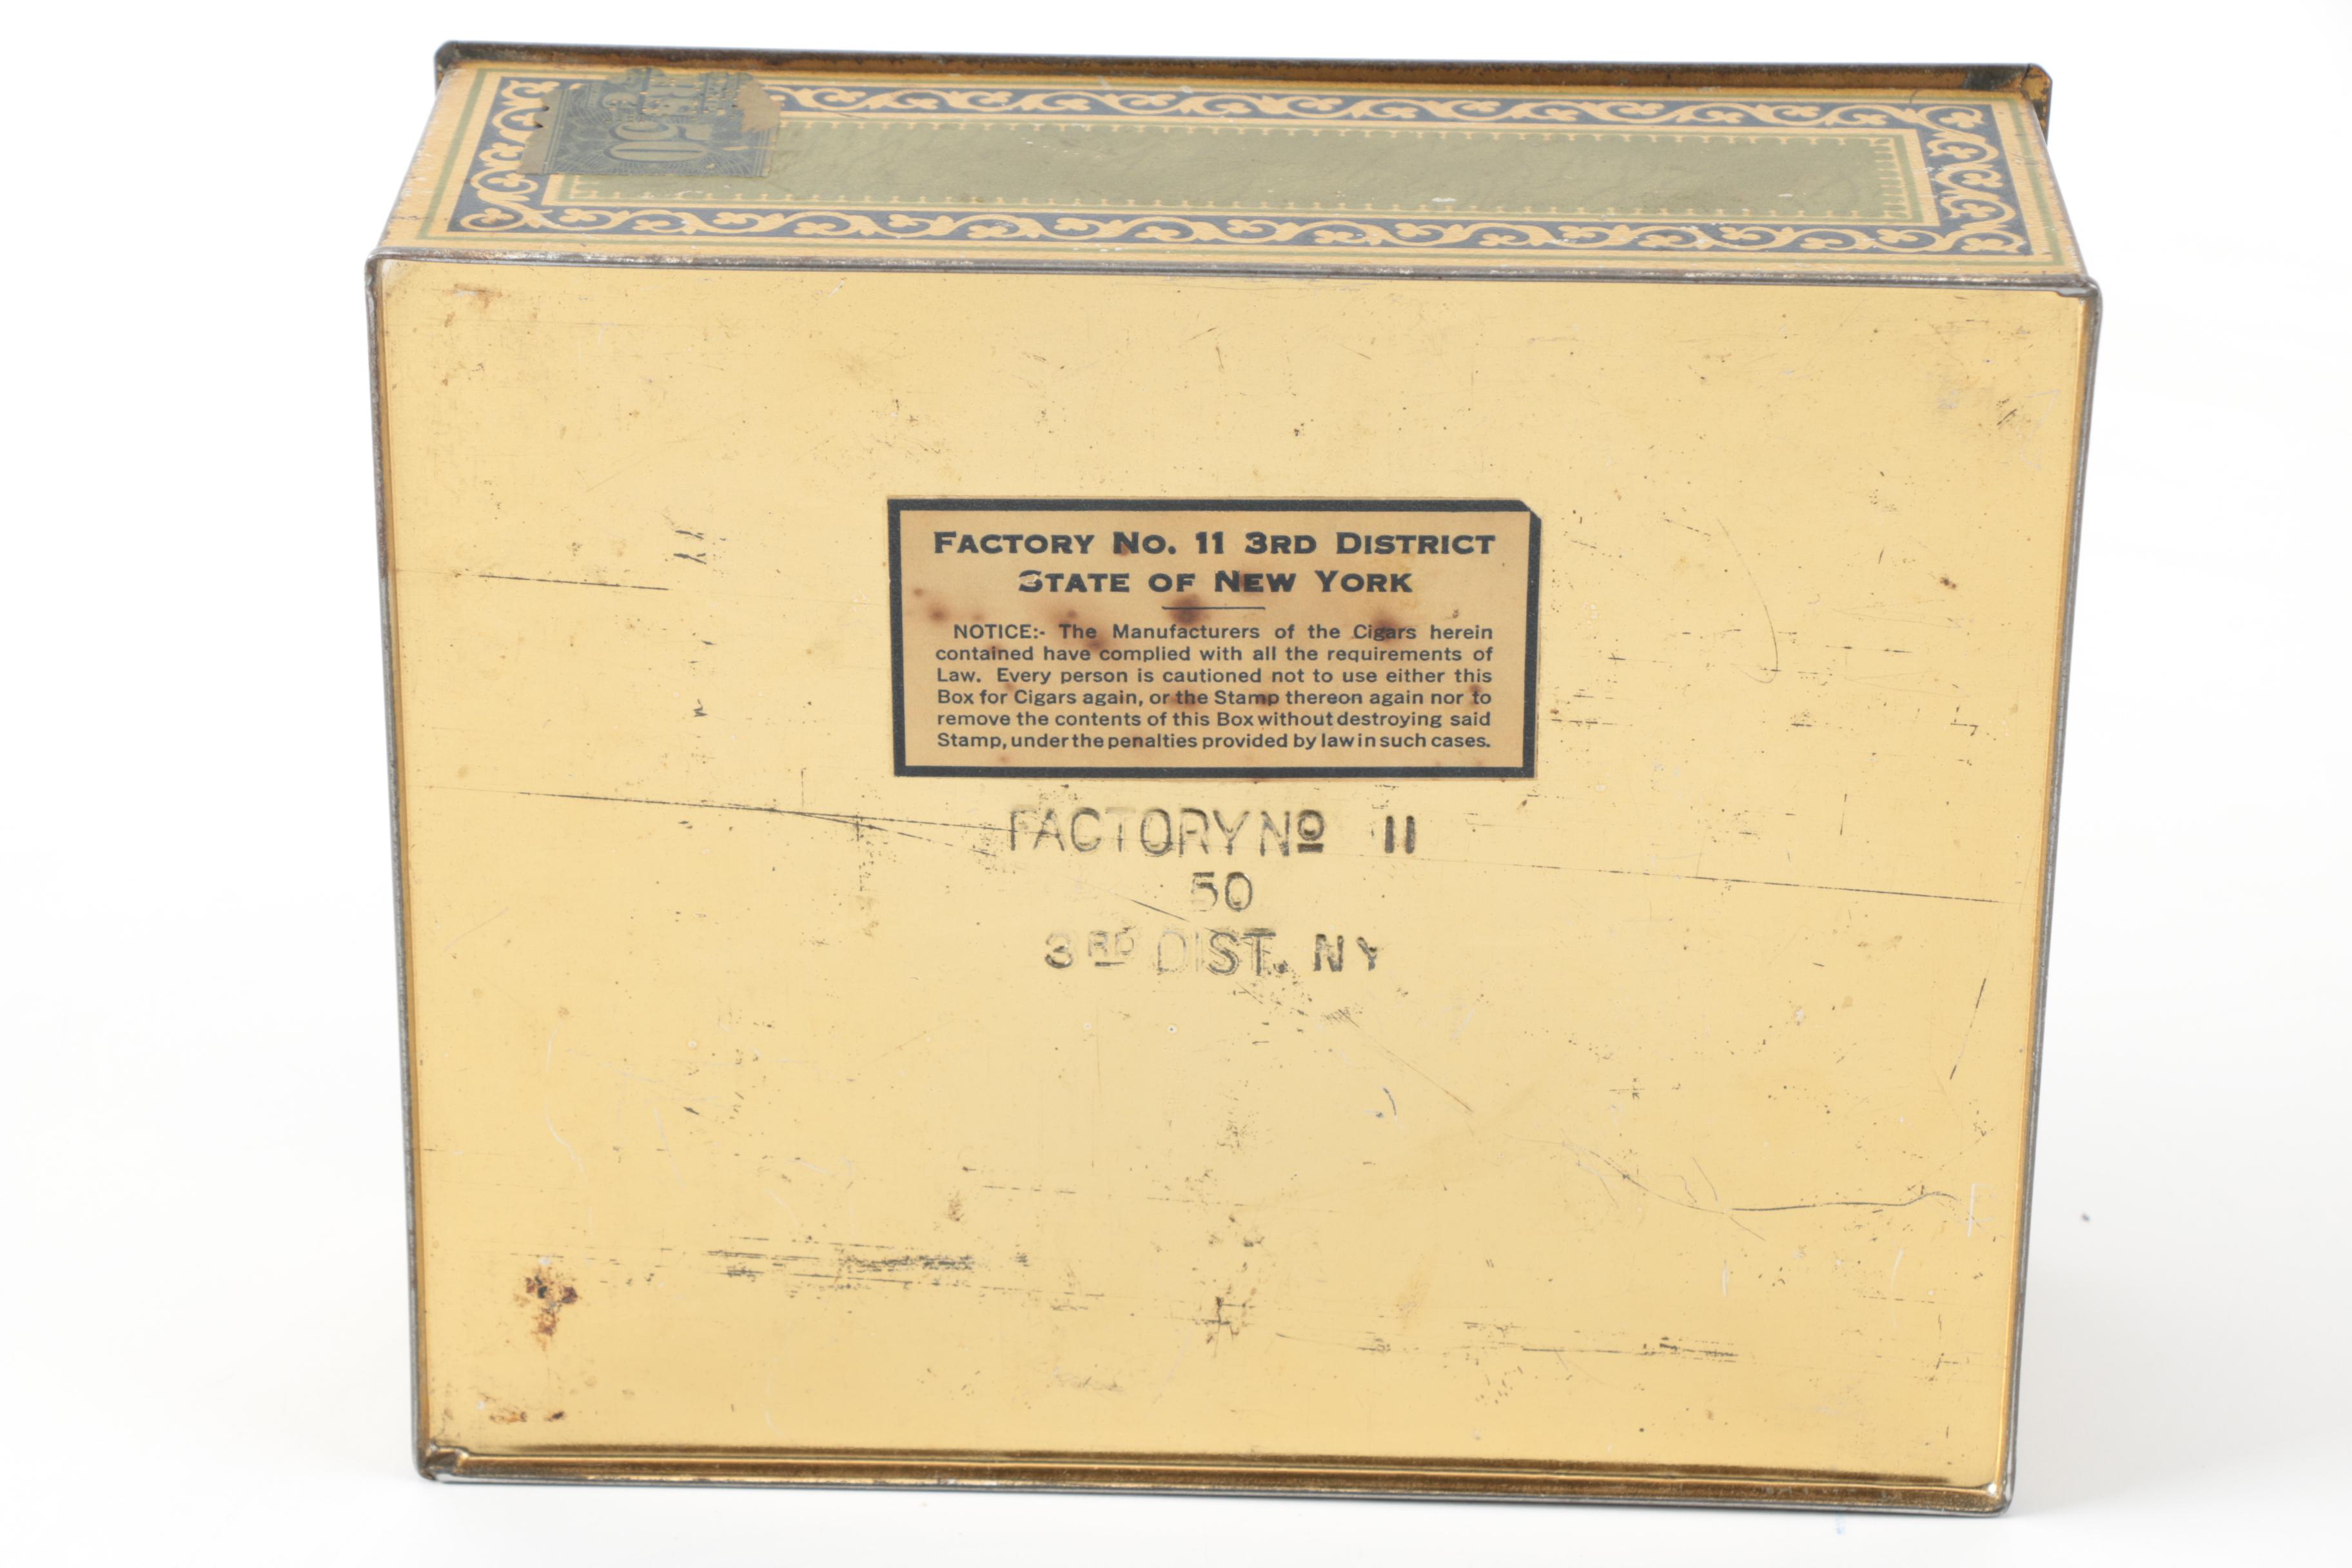 50
FACTORY NO. 11 3RD DISTRICT
STATE OF NEW YORK
NOTICE:- The Manufacturers of the Cigars herein
contained have complied with all the requirements of
Law. Every person is cautioned not to use either this
Box for Cigars again, or the Stamp thereon again nor to
remove the contents of this Box without destroying said
Stamp, under the penalties provided by law in such cases.
FACTORY Nº 11
50
3RD DIST. NY